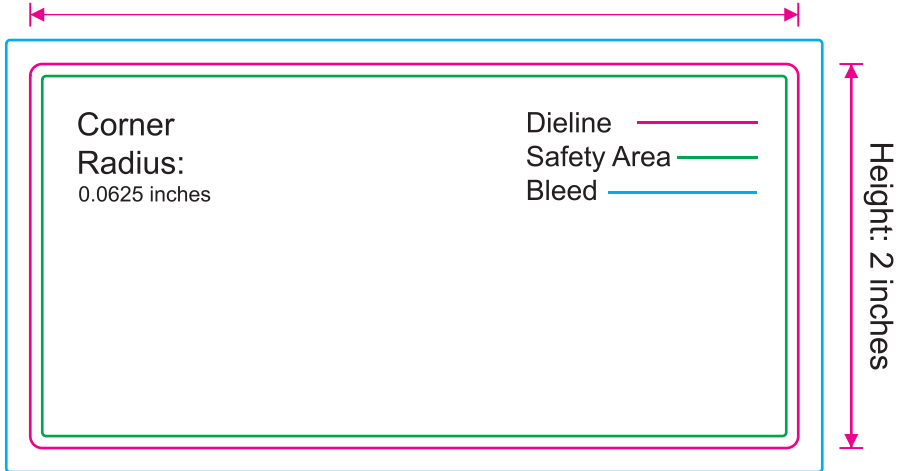 Corner
Radius:
0.0625 inches
Dieline
Safety Area
Bleed
Height: 2 inches